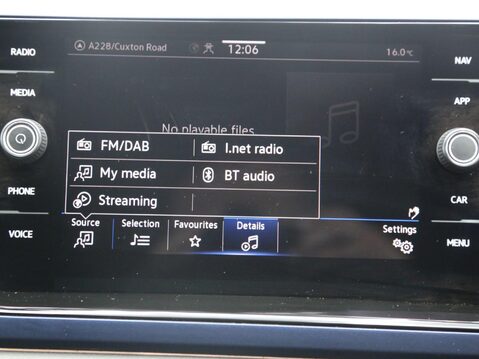 RADIO
MEDIA
PHONE
VOICE
A228/Cuxton Road
12:06
16.0°C
No playable files
FM/DAB
I.net radio
My media
BT audio
Streaming
Source
Selection
Favourites
Details
Settings
NAV
APP
CAR
MENU